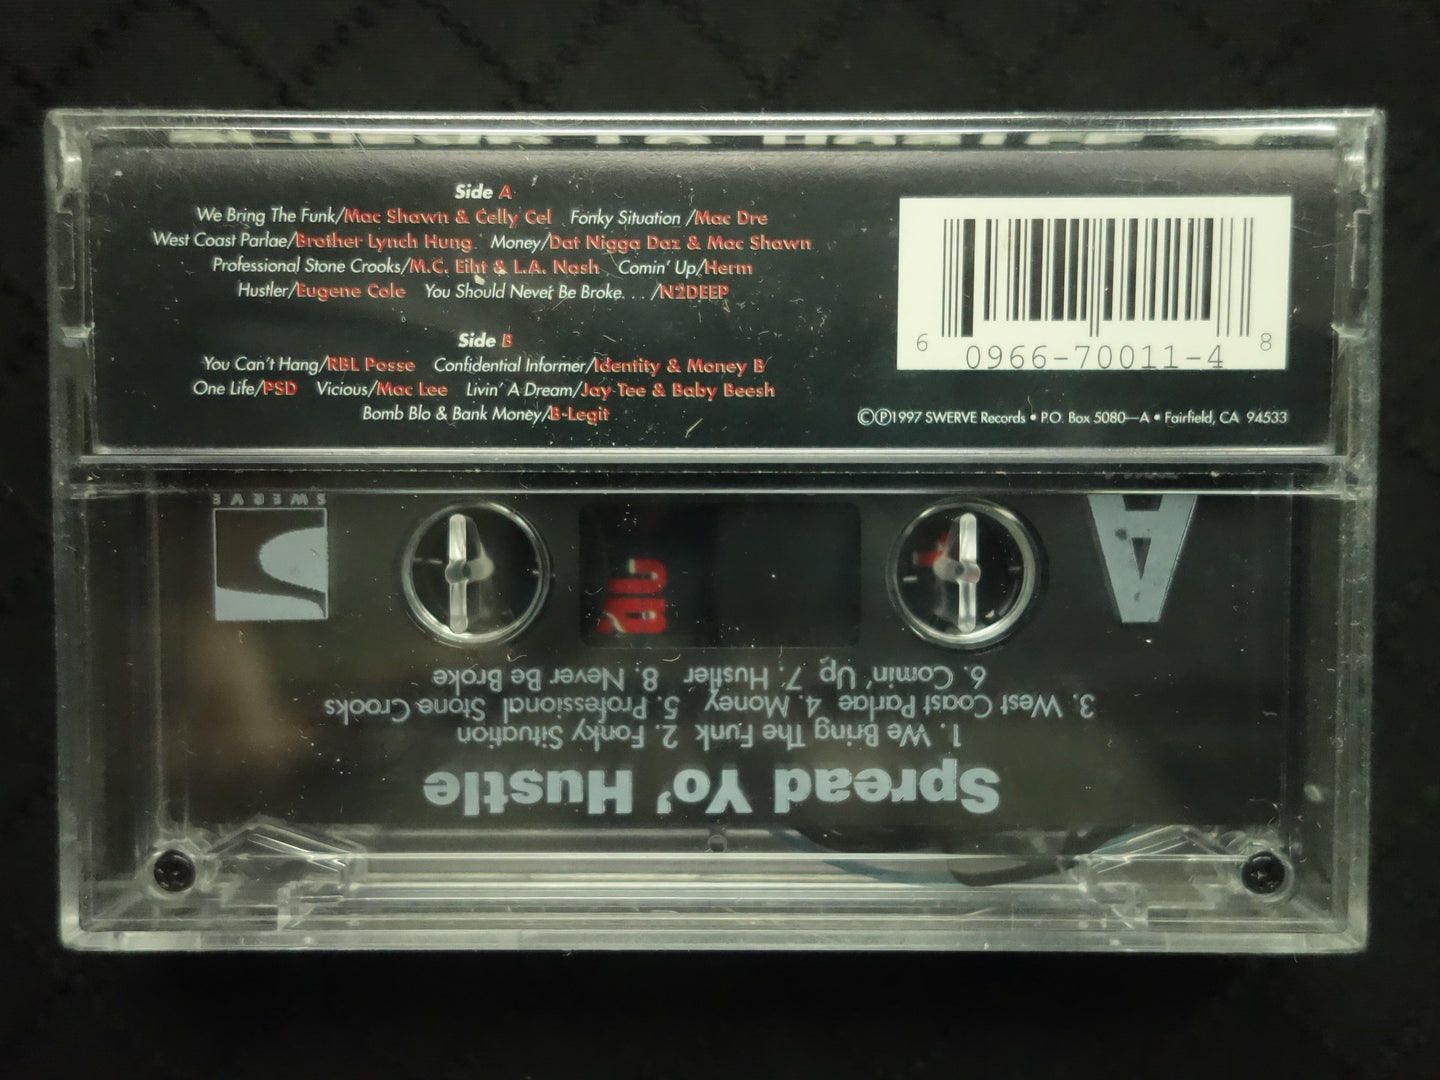 Side A
We Bring The Funk/Mac Shawn & Celly Cel Fonky Situation /Mac Dre
West Coast Parlae/Brother Lynch Hung Money/Dat Nigga Daz & Mac Shawn
Professional Stone Crooks/M.C. Eiht & L.A. Nash Comin' Up/Herm
Hustler/Eugene Cole You Should Never Be Broke. . . /N2DEEP
Side B
You Can't Hang/RBL Posse Confidential Informer/Identity & Money B
One Life/PSD Vicious/Mac Lee Livin' A Dream/Jay-Tee & Baby Beesh
Bomb Blo & Bank Money/B-Legit
6 0966-70011-4 8
©℗1997 SWERVE Records • P.O. Box 5080—A • Fairfield, CA 94533
Spread Yo' Hustle
1. We Bring The Funk 2. Fonky Situation
3. West Coast Parlae 4. Money 5. Professional Stone Crooks
6. Comin' Up 7. Hustler 8. Never Be Broke
A
SWERVE